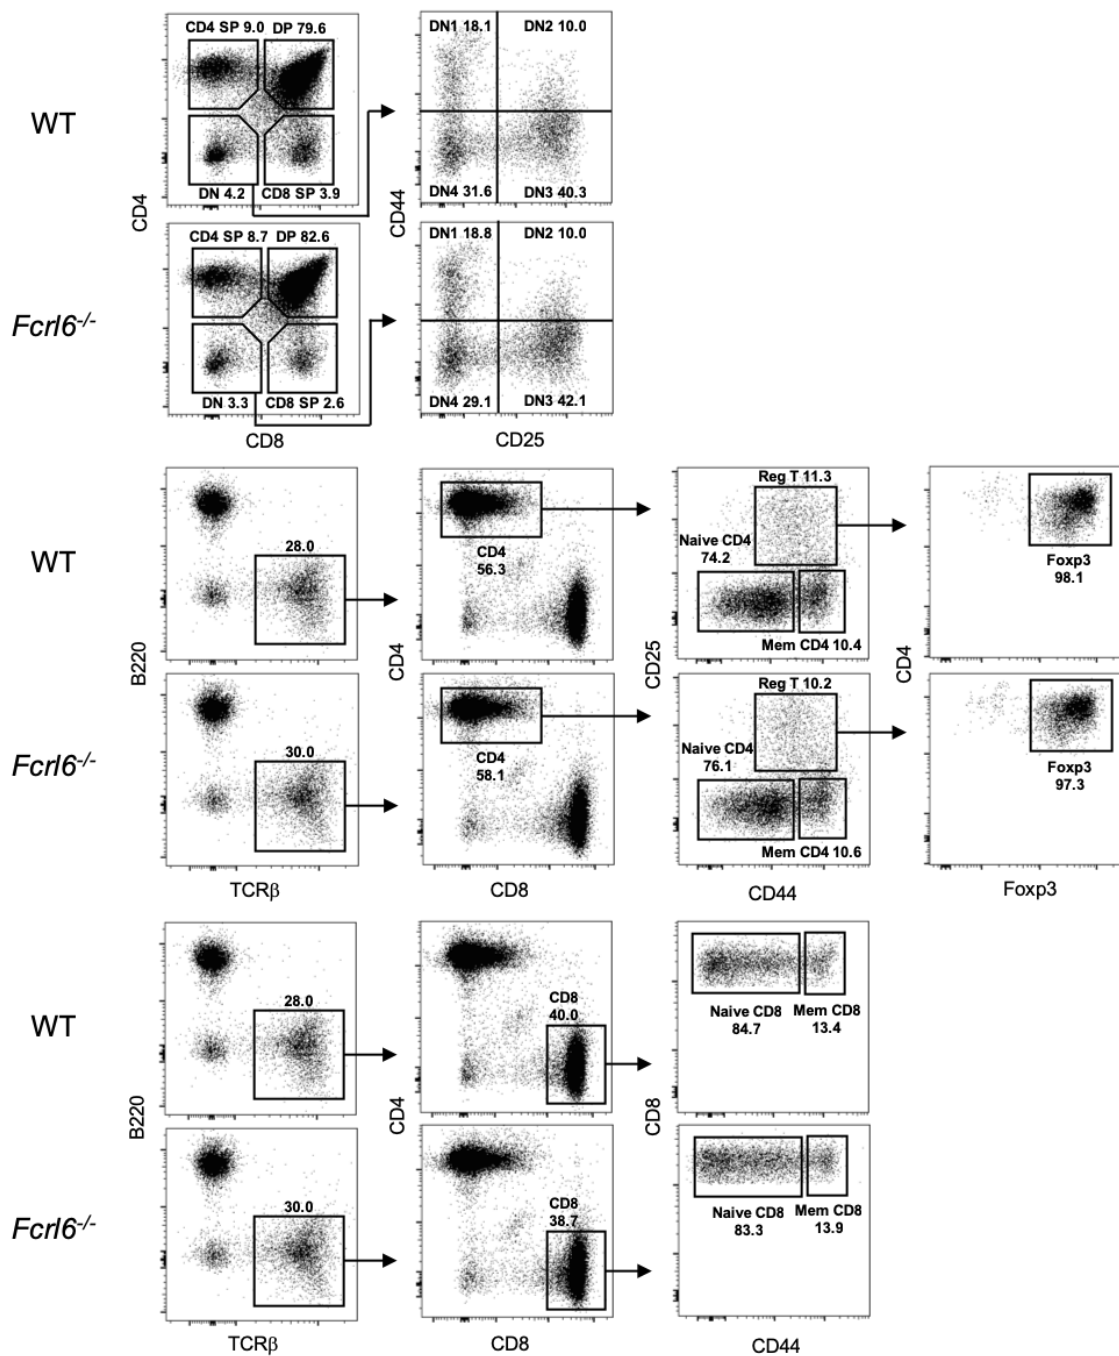 CD4 SP 9.0 DP 79.6
DN1 18.1 DN2 10.0
WT
CD4
CD44
DN 4.2 CD8 SP 3.9
DN4 31.6 DN3 40.3
CD4 SP 8.7 DP 82.6
DN1 18.8 DN2 10.0
Fcrl6-/-
DN 3.3 CD8 SP 2.6
DN4 29.1 DN3 42.1
CD8
CD25
WT
B220
28.0
CD4
CD4
56.3
CD25
Reg T 11.3
Naive CD4
74.2
Mem CD4 10.4
CD4
Foxp3
98.1
Fcrl6-/-
30.0
CD4
58.1
Reg T 10.2
Naive CD4
76.1
Mem CD4 10.6
Foxp3
97.3
TCRβ
CD8
CD44
Foxp3
WT
B220
28.0
CD4
CD8
40.0
CD8
Naive CD8
84.7
Mem CD8
13.4
Fcrl6-/-
30.0
CD8
38.7
Naive CD8
83.3
Mem CD8
13.9
TCRβ
CD8
CD44